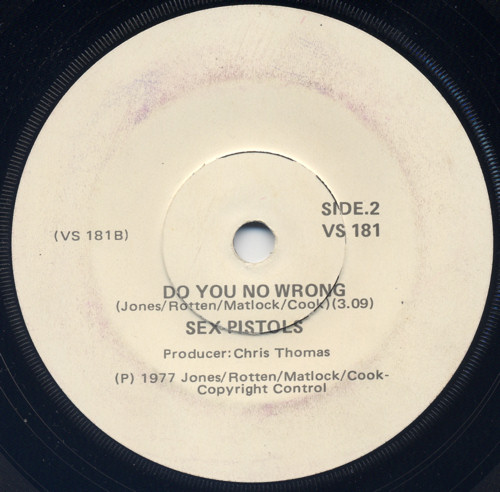 SIDE.2
(VS 181B)
VS 181
DO YOU NO WRONG
(Jones/Rotten/Matlock/Cook)(3.09)
SEX PISTOLS
Producer: Chris Thomas
(P) 1977 Jones/Rotten/Matlock/Cook-
Copyright Control